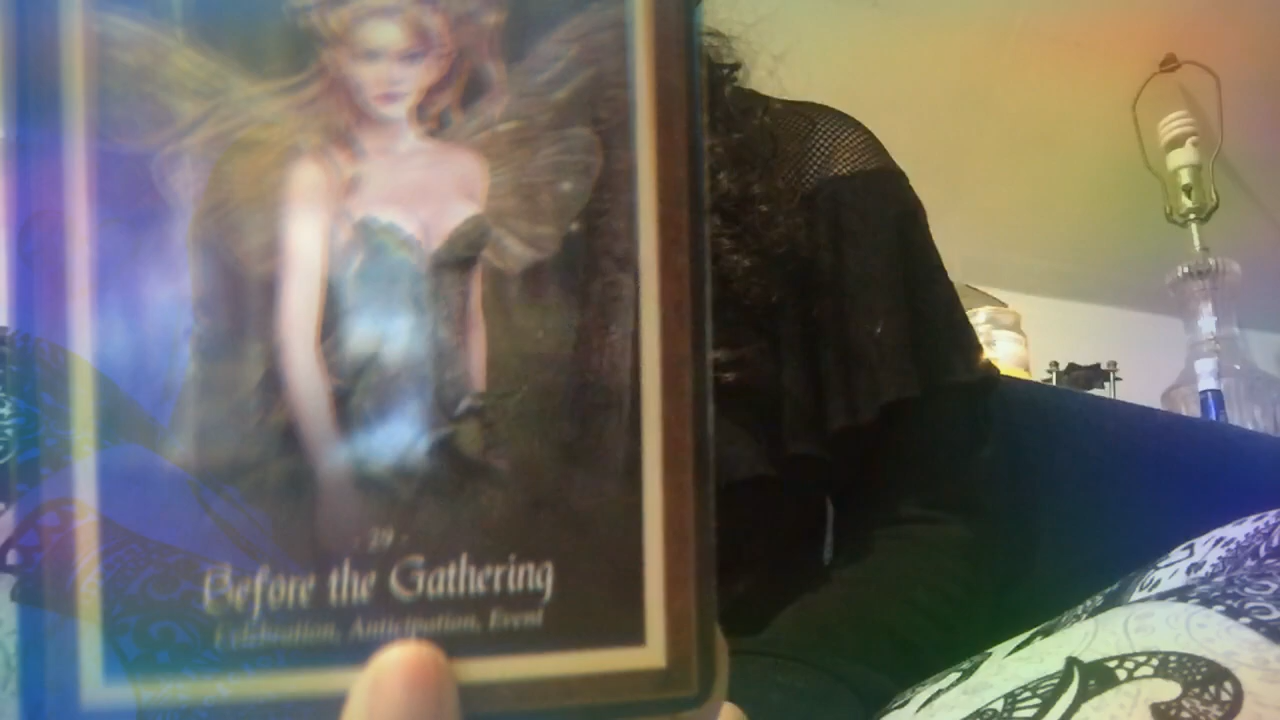 - 29 -
Before the Gathering
Celebration, Anticipation, Event